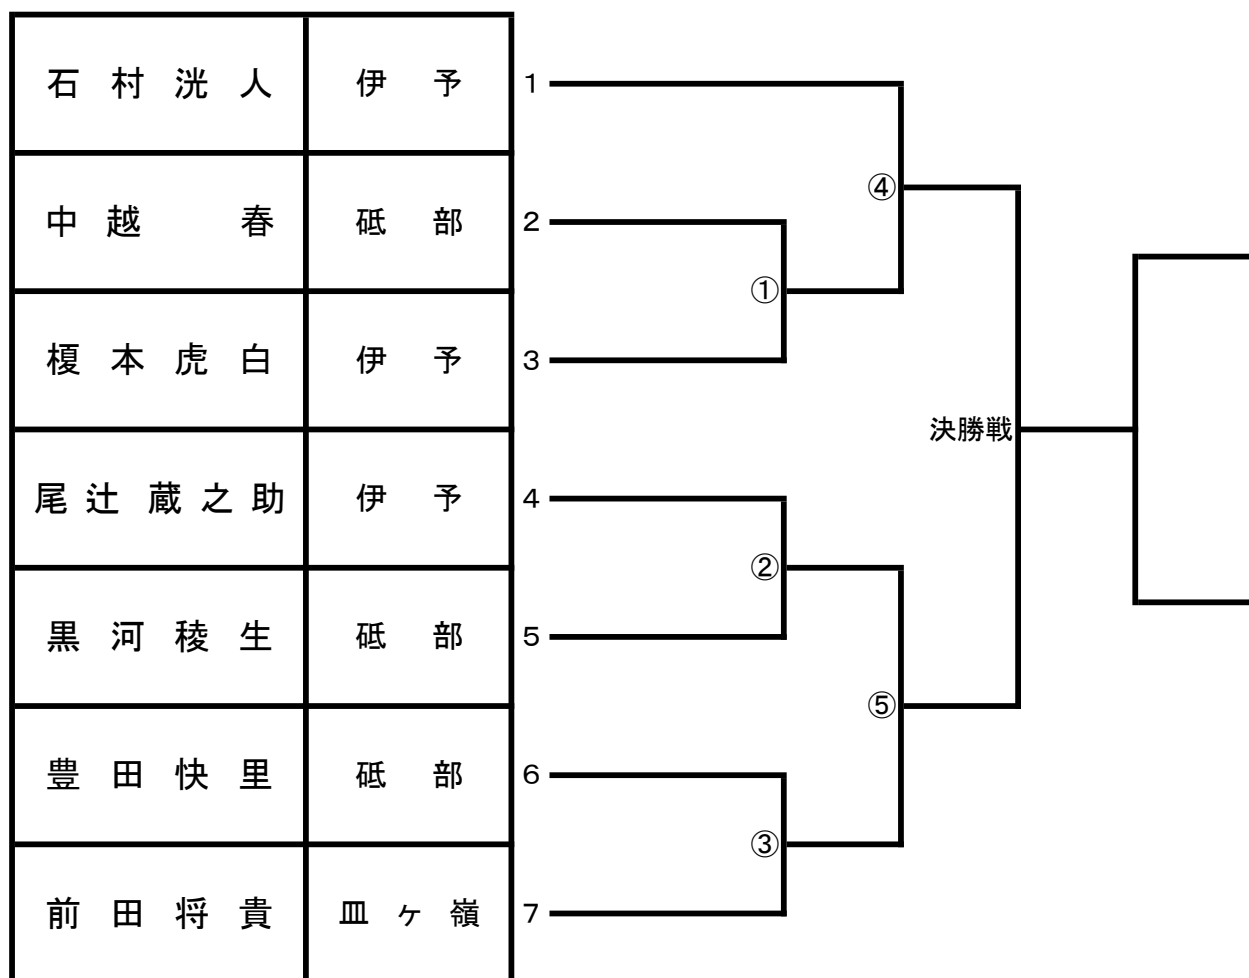 石村洸人 伊予 1
④
中越 春 砥部 2
①
榎本虎白 伊予 3
決勝戦
尾辻蔵之助 伊予 4
②
黒河稜生 砥部 5
⑤
豊田快里 砥部 6
③
前田将貴 皿ヶ嶺 7